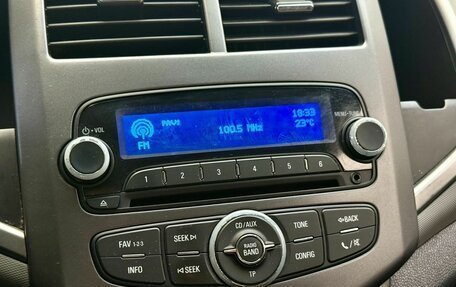 VOL
MENU-TUNE
FAV1
18:33
100.5 MHz
23°C
FM
1 2 3 4 5 6
CD/AUX
FAV 1-2-3
SEEK
TONE
BACK
RADIO
BAND
INFO
SEEK
CONFIG
TP